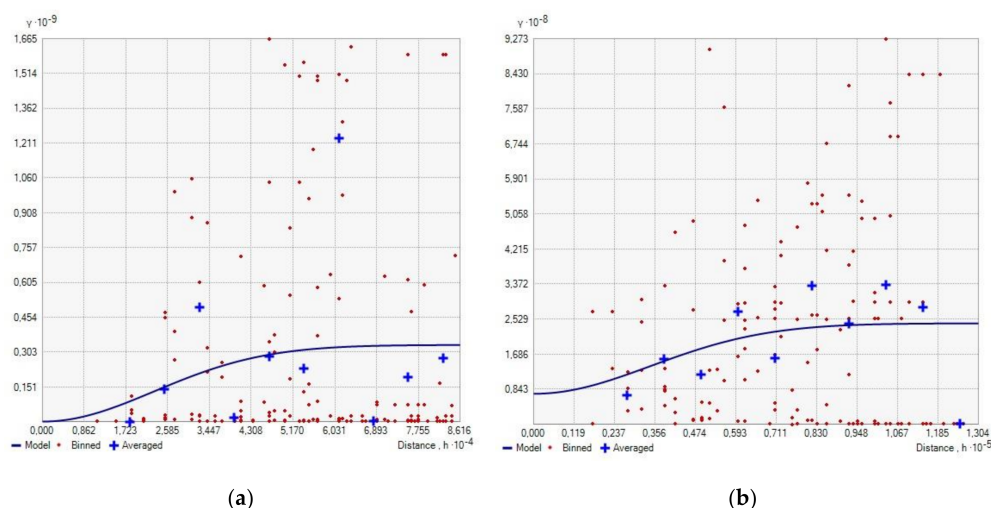 γ ·10⁻⁹
1,665
1,514
1,362
1,211
1,060
0,908
0,757
0,605
0,454
0,303
0,151
0,000 0,862 1,723 2,585 3,447 4,308 5,170 6,031 6,893 7,755 8,616
Distance , h ·10⁻⁴
Model Binned Averaged
(a)
γ ·10⁻⁸
9,273
8,430
7,587
6,744
5,901
5,058
4,215
3,372
2,529
1,686
0,843
0,000 0,119 0,237 0,356 0,474 0,593 0,711 0,830 0,948 1,067 1,185 1,304
Distance , h ·10⁻⁵
Model Binned Averaged
(b)